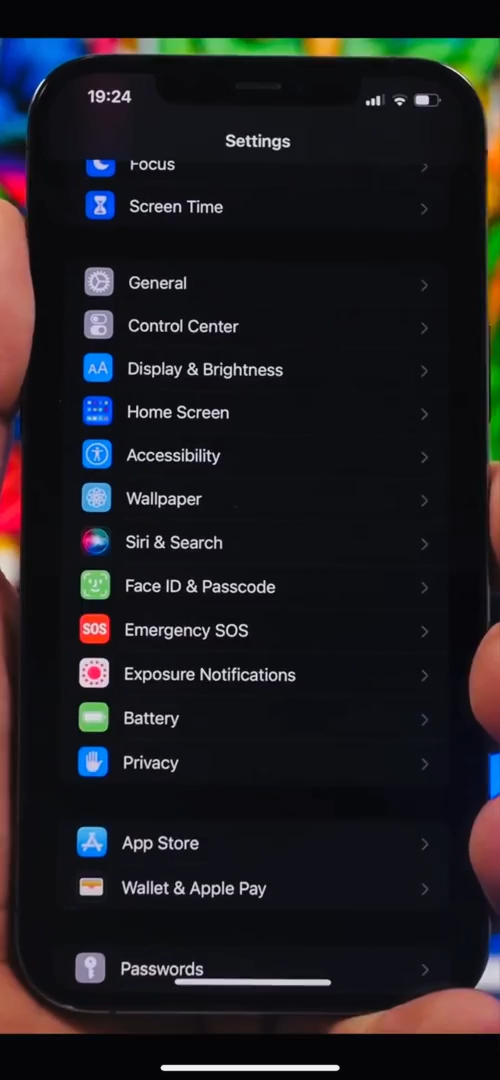 19:24
Settings
Focus
Screen Time
General
Control Center
AA Display & Brightness
Home Screen
Accessibility
Wallpaper
Siri & Search
Face ID & Passcode
SOS Emergency SOS
Exposure Notifications
Battery
Privacy
App Store
Wallet & Apple Pay
Passwords